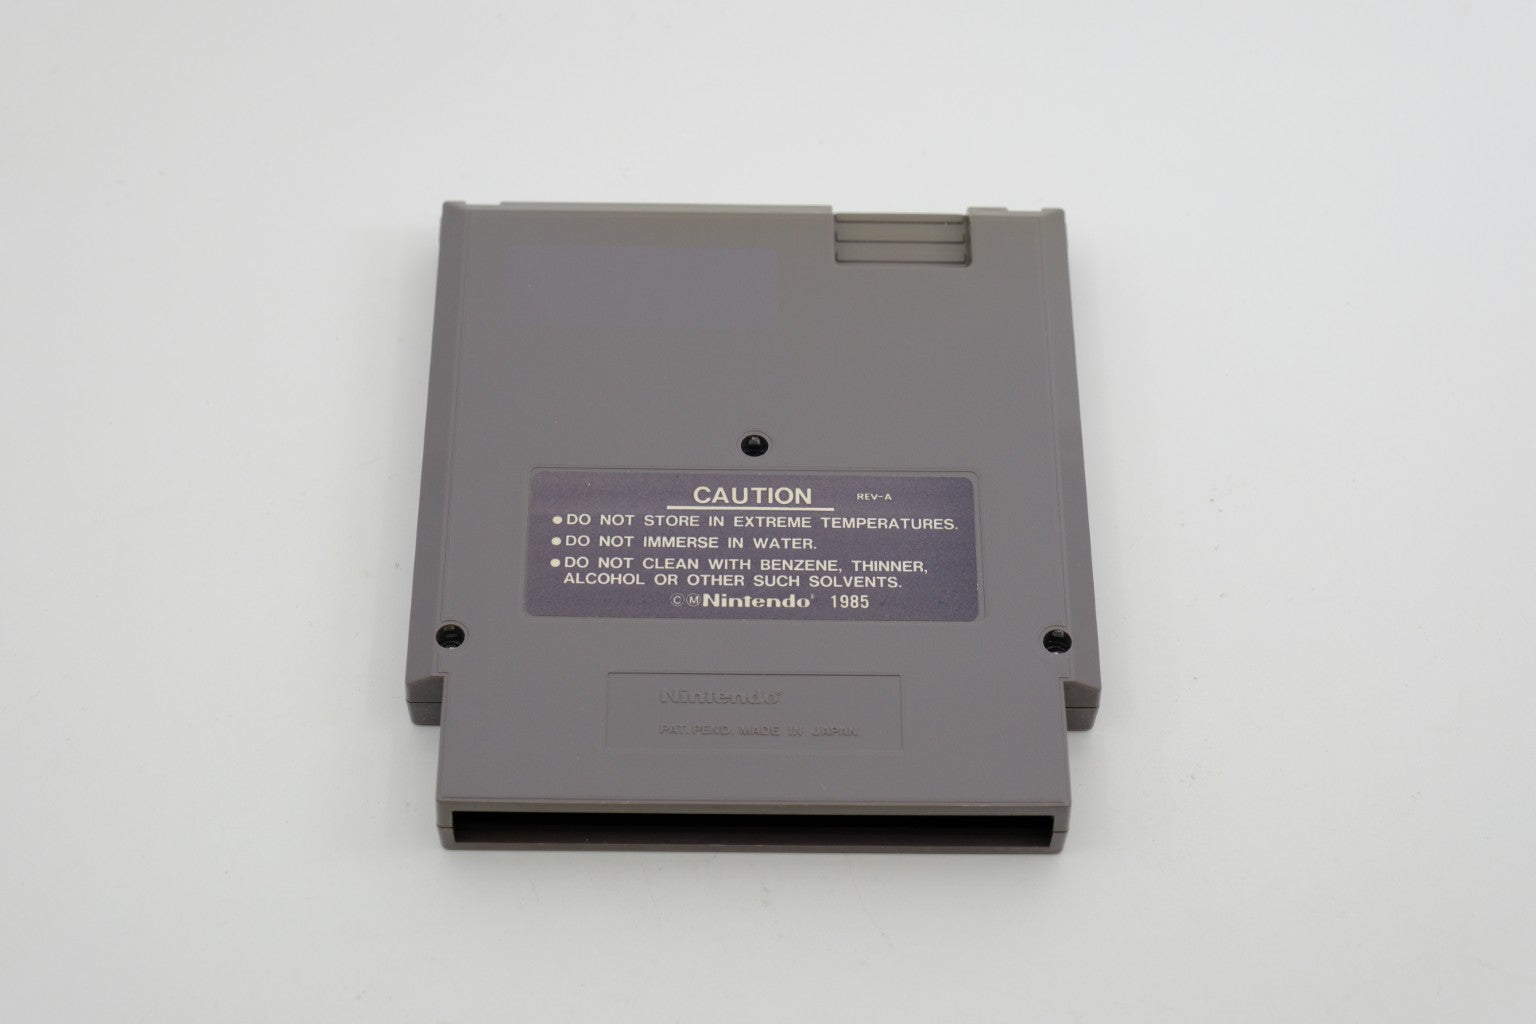 CAUTION REV-A
●DO NOT STORE IN EXTREME TEMPERATURES.
●DO NOT IMMERSE IN WATER.
●DO NOT CLEAN WITH BENZENE, THINNER,
ALCOHOL OR OTHER SUCH SOLVENTS.
ⒸⓂNintendo® 1985
Nintendo®
PAT. PEND. MADE IN JAPAN